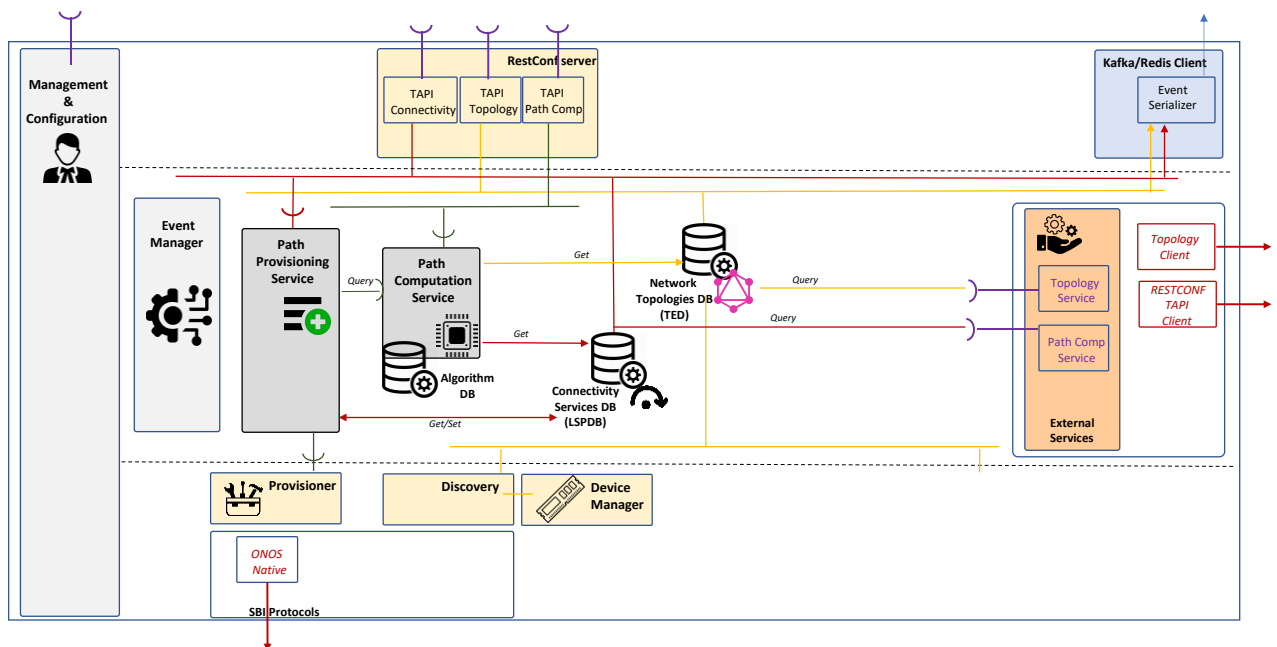 Management
&
Configuration
RestConf server
TAPI
Connectivity
TAPI
Topology
TAPI
Path Comp
Kafka/Redis Client
Event
Serializer
Event
Manager
Path
Provisioning
Service
Query
Path
Computation
Service
Algorithm
DB
Get
Get
Get/Set
Network
Topologies DB
(TED)
Connectivity
Services DB
(LSPDB)
Query
Query
Topology
Service
Path Comp
Service
External
Services
Topology
Client
RESTCONF
TAPI
Client
Provisioner
Discovery
Device
Manager
ONOS
Native
SBI Protocols